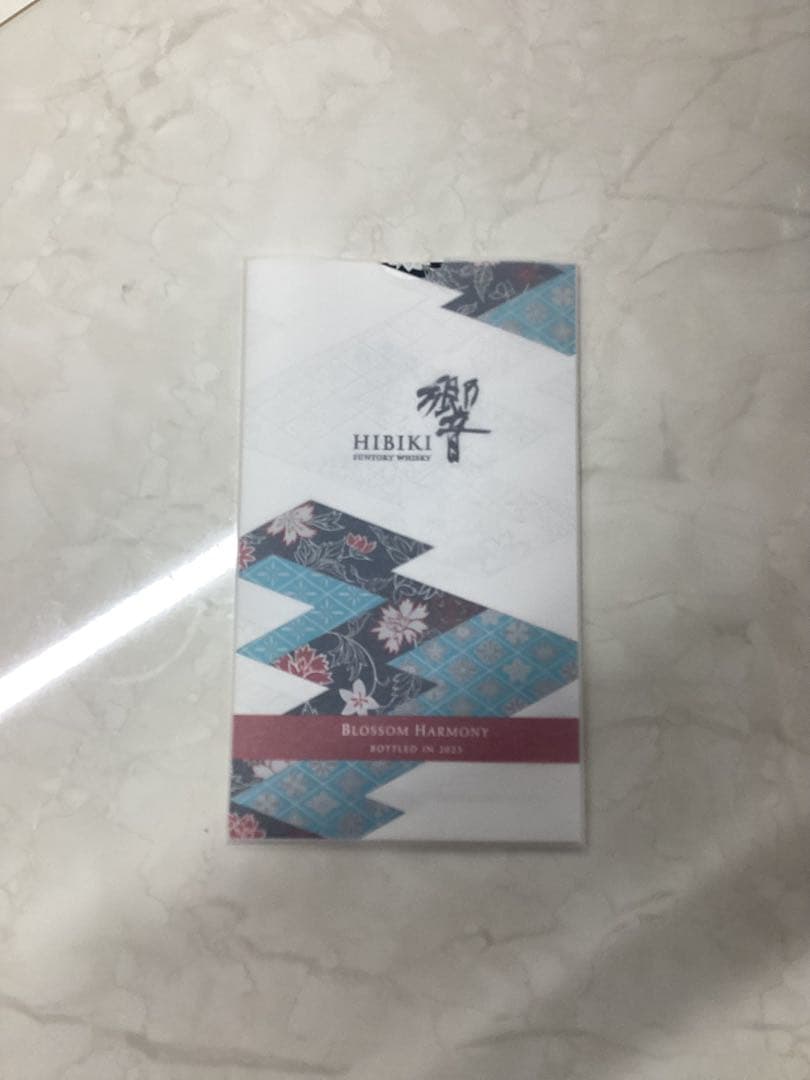 響
HIBIKI
SUNTORY WHISKY
BLOSSOM HARMONY
BOTTLED IN 2023